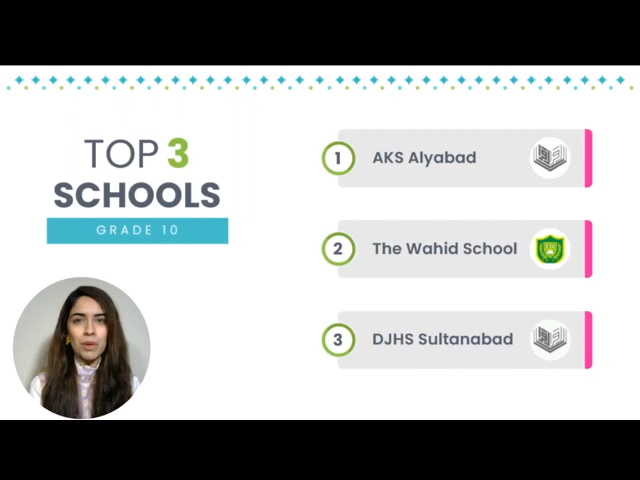 TOP 3
SCHOOLS
GRADE 10
1 AKS Alyabad
2 The Wahid School
3 DJHS Sultanabad